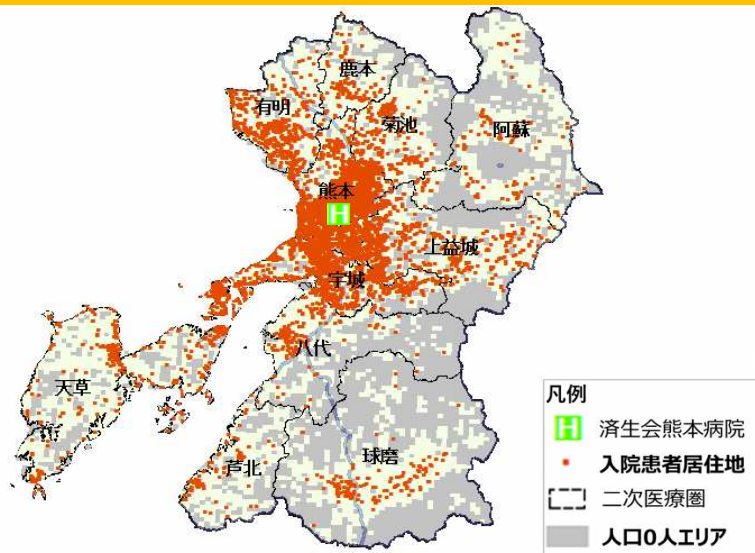 鹿本
有明
菊池
阿蘇
熊本
H
上益城
宇城
八代
天草
芦北
球磨
凡例
H 済生会熊本病院
入院患者居住地
二次医療圏
人口0人エリア